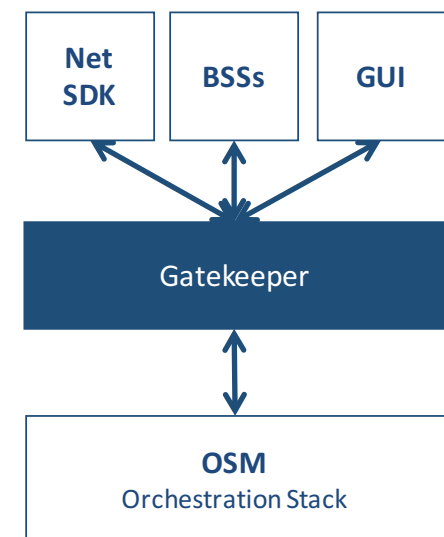 Net
SDK
BSSs
GUI
Gatekeeper
OSM
Orchestration Stack